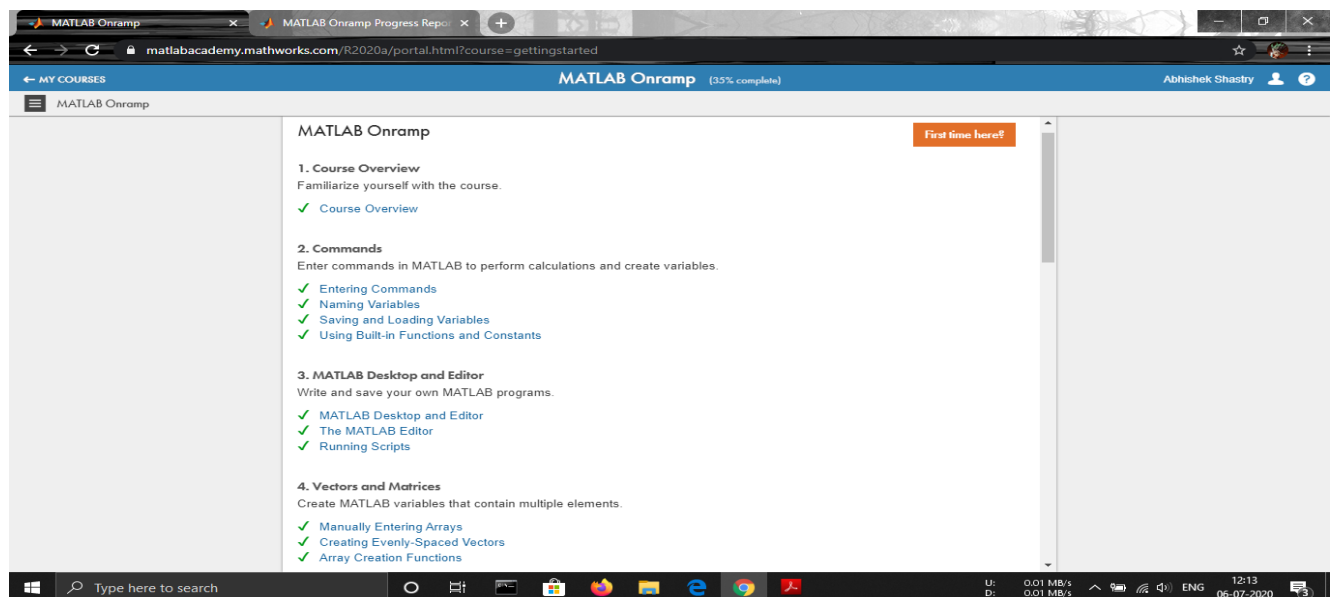 MATLAB Onramp
MATLAB Onramp Progress Repor
matlabacademy.mathworks.com/R2020a/portal.html?course=gettingstarted
← MY COURSES
MATLAB Onramp (35% complete)
Abhishek Shastry
MATLAB Onramp
MATLAB Onramp
First time here?
1. Course Overview
Familiarize yourself with the course.
✓ Course Overview
2. Commands
Enter commands in MATLAB to perform calculations and create variables.
✓ Entering Commands
✓ Naming Variables
✓ Saving and Loading Variables
✓ Using Built-in Functions and Constants
3. MATLAB Desktop and Editor
Write and save your own MATLAB programs.
✓ MATLAB Desktop and Editor
✓ The MATLAB Editor
✓ Running Scripts
4. Vectors and Matrices
Create MATLAB variables that contain multiple elements.
✓ Manually Entering Arrays
✓ Creating Evenly-Spaced Vectors
✓ Array Creation Functions
Type here to search
U: 0.01 MB/s
D: 0.01 MB/s
ENG
12:13
06-07-2020
3